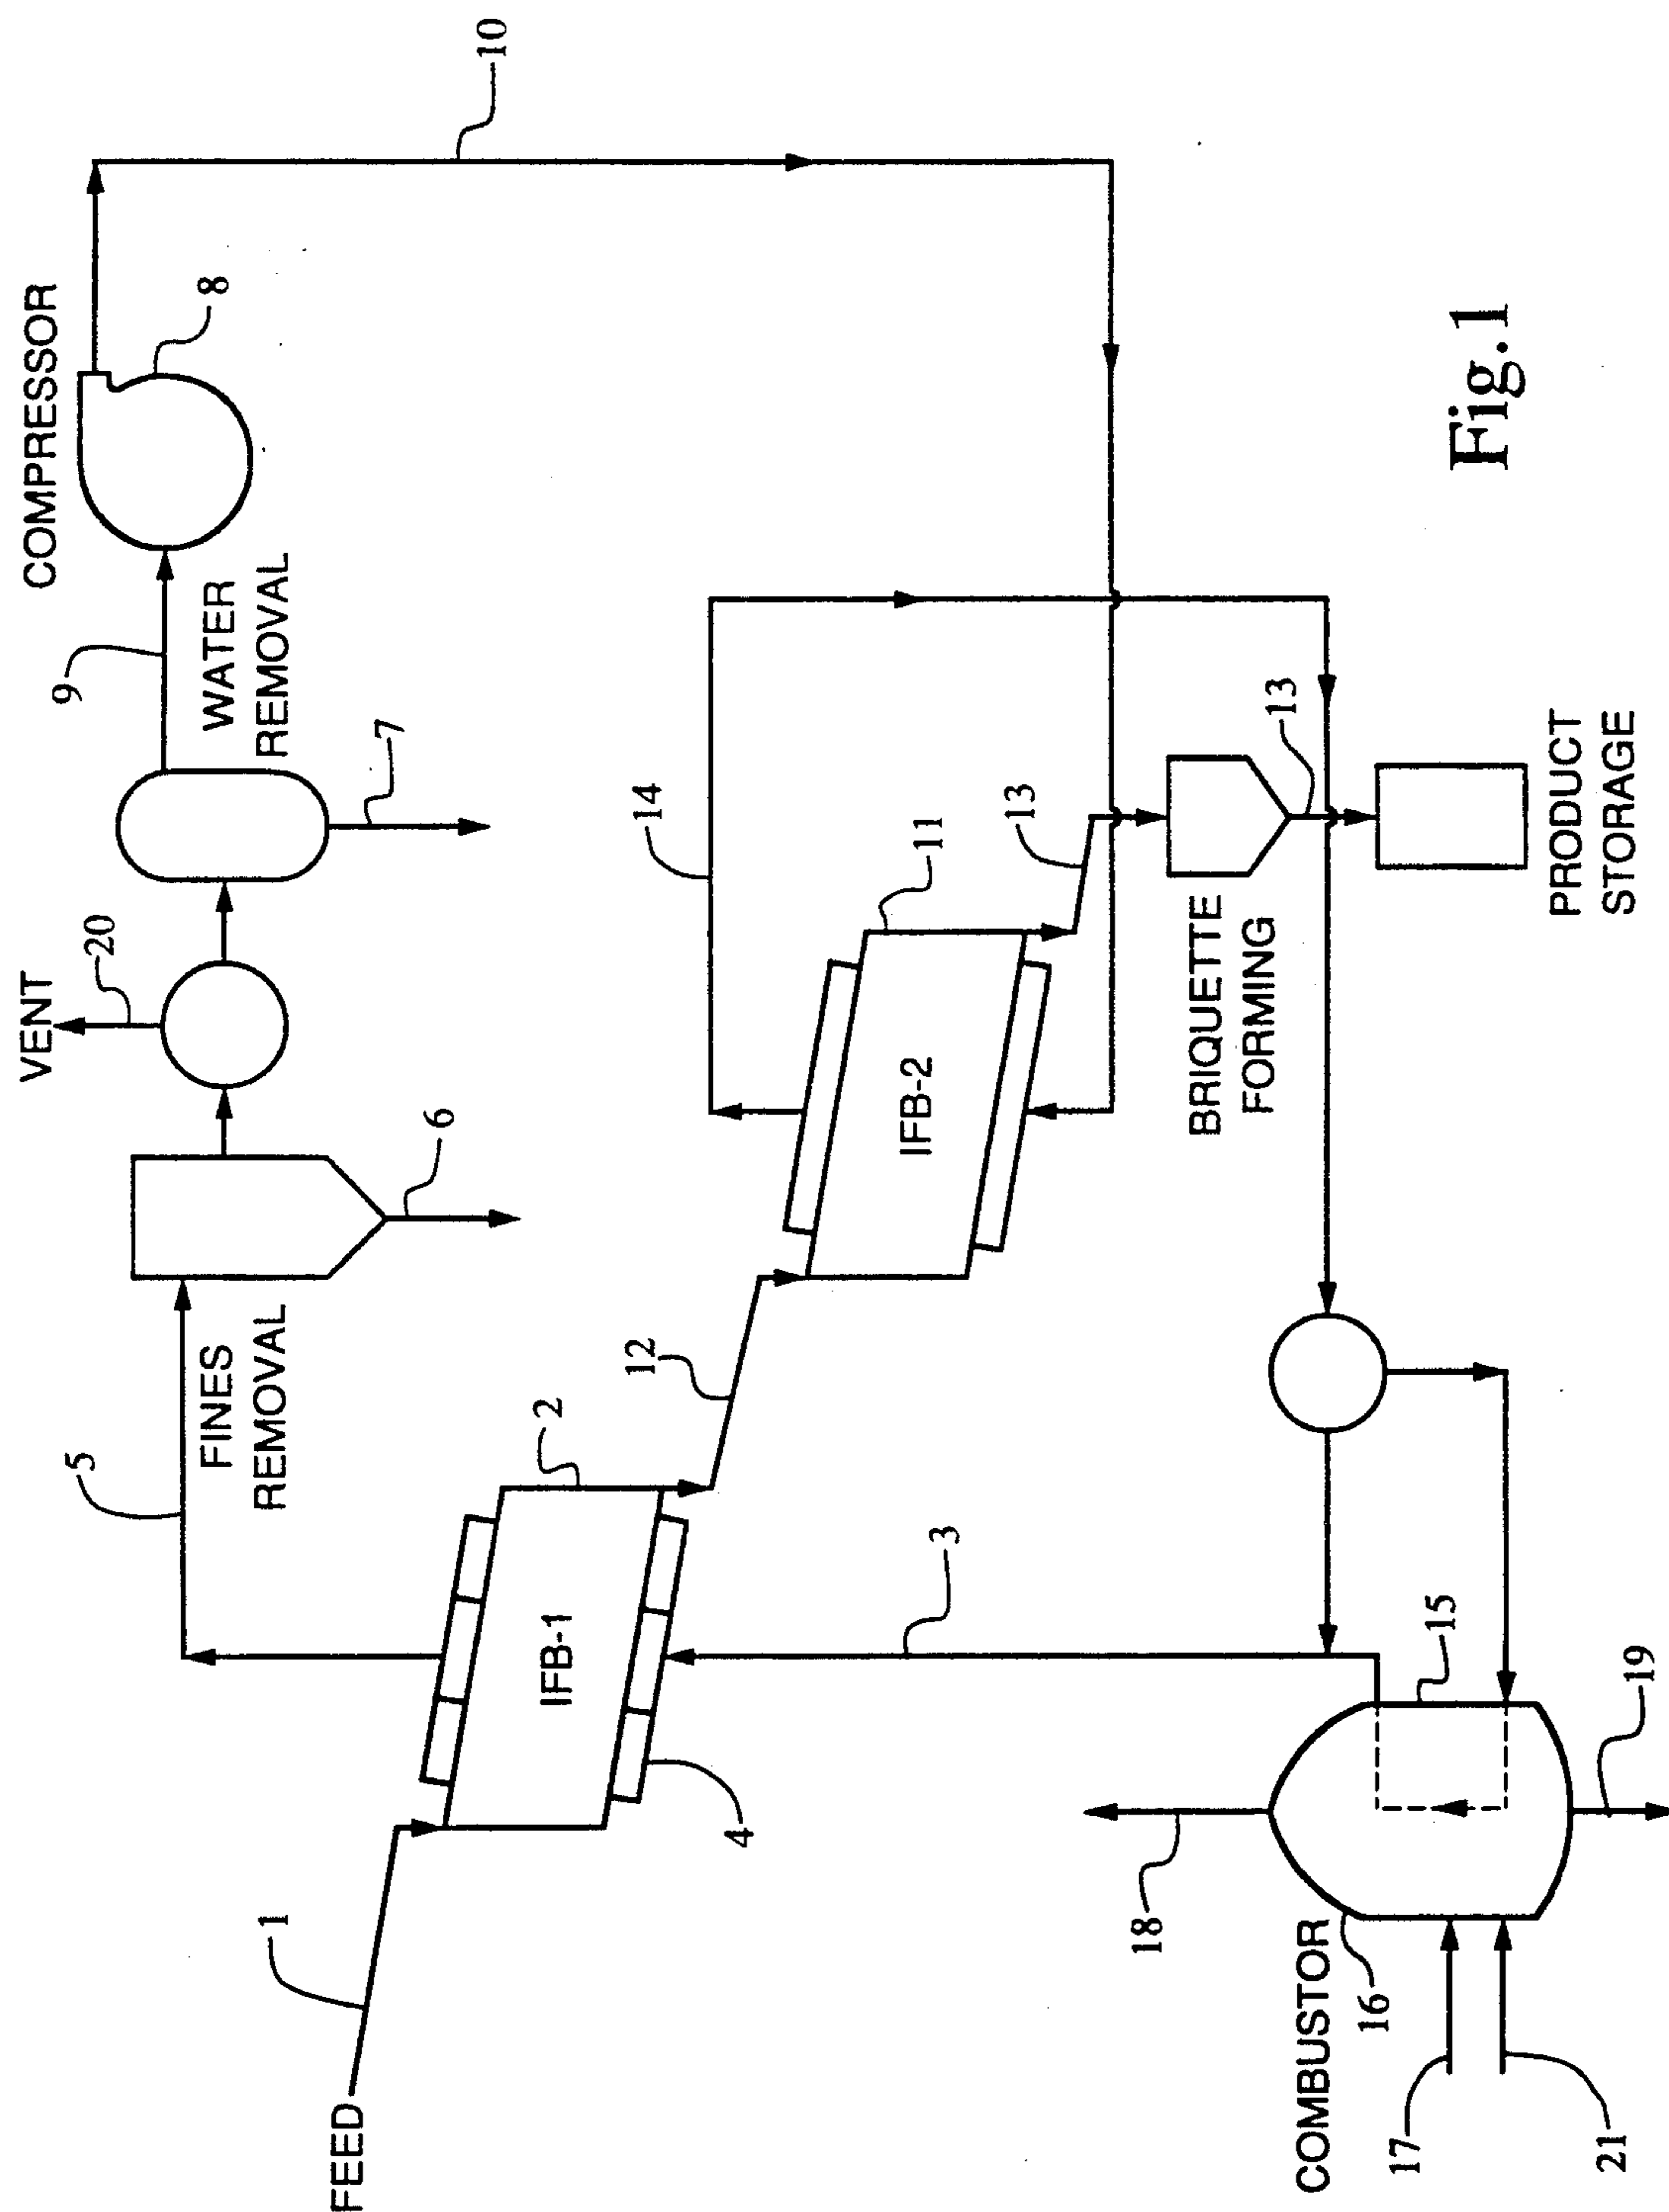 VENT
20
COMPRESSOR
8
10
9
WATER
REMOVAL
7
5
FINES
REMOVAL
6
FEED
1
2
IFB-1
4
3
12
14
11
IFB-2
13
BRIQUETTE
FORMING
13
PRODUCT
STORAGE
COMBUSTOR
16
15
17
21
18
19
Fig.1